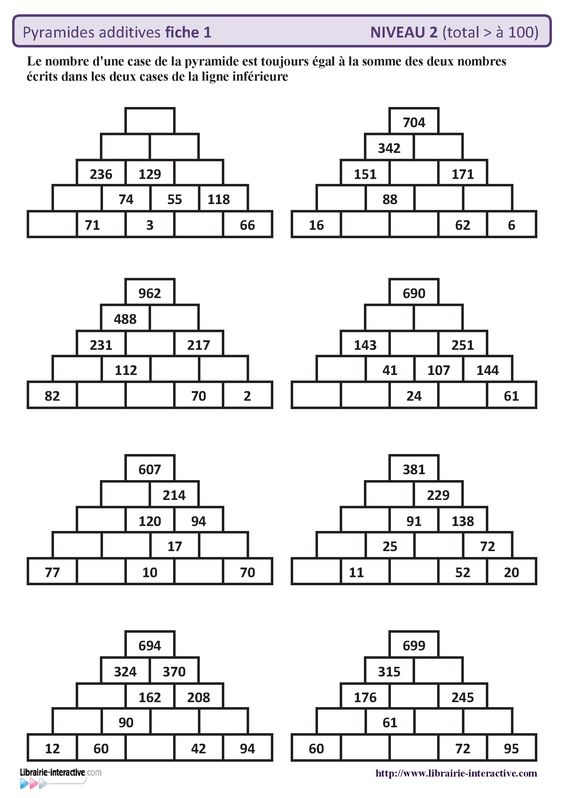 Pyramides additives fiche 1 NIVEAU 2 (total > à 100)
Le nombre d'une case de la pyramide est toujours égal à la somme des deux nombres
écrits dans les deux cases de la ligne inférieure
704
342
236 129 151 171
74 55 118 88
71 3 66 16 62 6
962 690
488
231 217 143 251
112 41 107 144
82 70 2 24 61
607 381
214 229
120 94 91 138
17 25 72
77 10 70 11 52 20
694 699
324 370 315
162 208 176 245
90 61
12 60 42 94 60 72 95
Librairie-interactive.com http://www.librairie-interactive.com